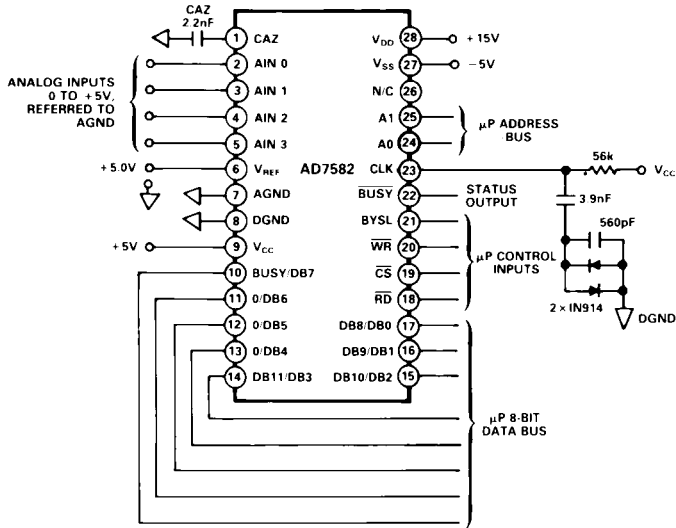 CAZ
2.2nF
1 CAZ
VDD 28 + 15V
ANALOG INPUTS
0 TO +5V,
REFERRED TO
AGND
2 AIN 0
VSS 27 −5V
3 AIN 1
N/C 26
4 AIN 2
A1 25
5 AIN 3
A0 24
µP ADDRESS
BUS
+5.0V 6 VREF
AD7582
CLK 23
56k
VCC
3.9nF
560pF
2 × IN914
DGND
7 AGND
BUSY 22
STATUS
OUTPUT
8 DGND
BYSL 21
+5V 9 VCC
WR 20
µP CONTROL
INPUTS
10 BUSY/DB7
CS 19
11 0/DB6
RD 18
12 0/DB5
DB8/DB0 17
13 0/DB4
DB9/DB1 16
14 DB11/DB3
DB10/DB2 15
µP 8-BIT
DATA BUS